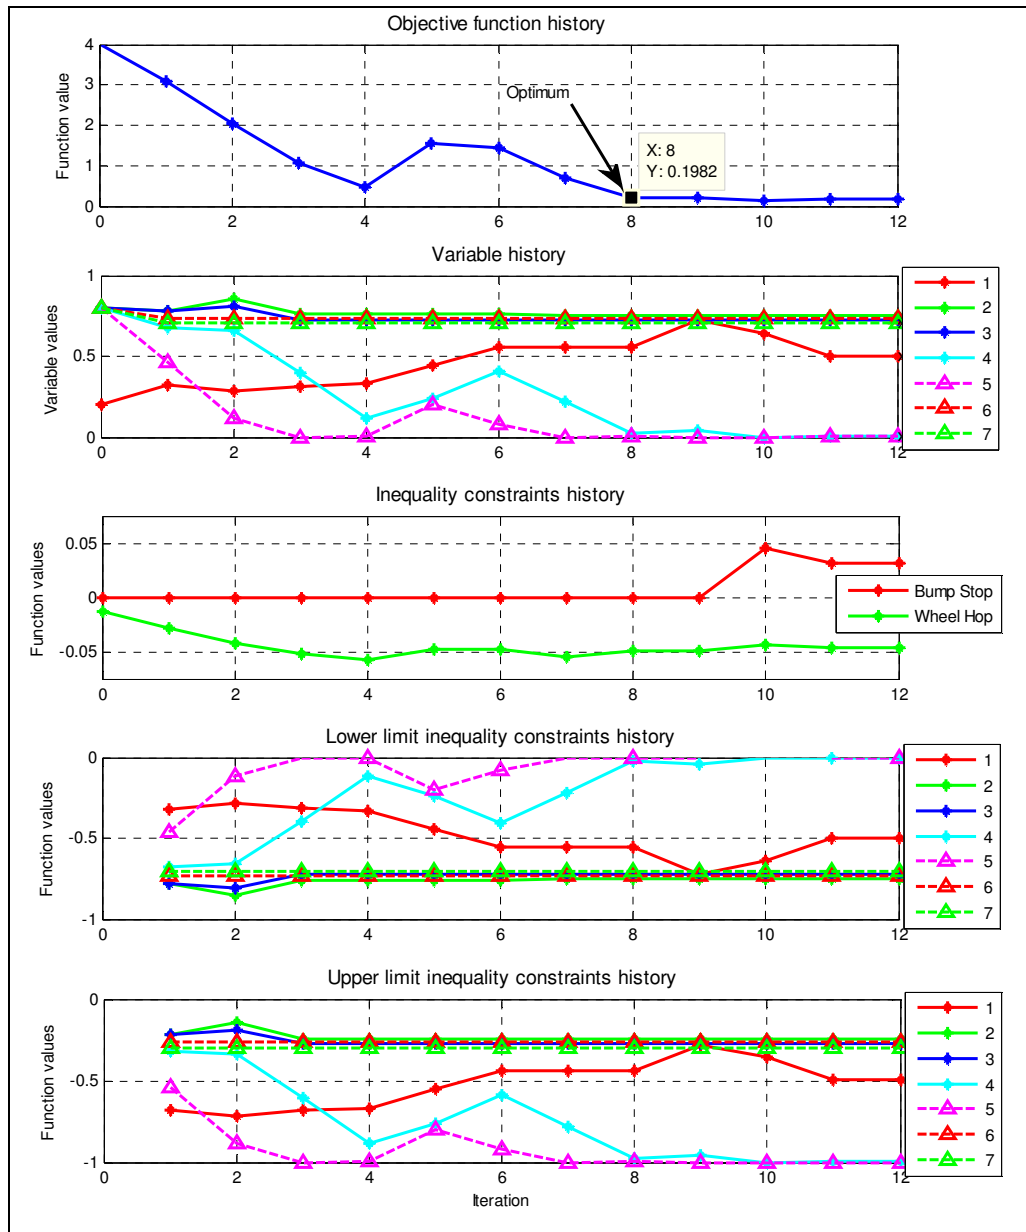 Objective function history
4
3
2
1
0
Function value
Optimum
X: 8
Y: 0.1982
0 2 4 6 8 10 12
Variable history
1
0.5
0
Variable values
0 2 4 6 8 10 12
1
2
3
4
5
6
7
Inequality constraints history
0.05
0
-0.05
Function values
0 2 4 6 8 10 12
Bump Stop
Wheel Hop
Lower limit inequality constraints history
0
-0.5
-1
Function values
0 2 4 6 8 10 12
1
2
3
4
5
6
7
Upper limit inequality constraints history
0
-0.5
-1
Function values
0 2 4 6 8 10 12
Iteration
1
2
3
4
5
6
7